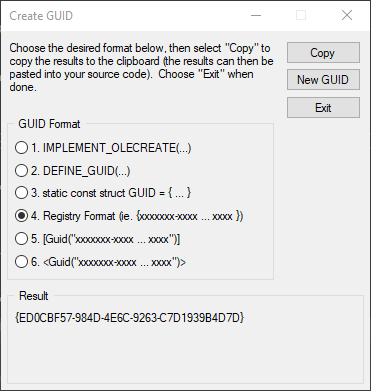 Create GUID
Choose the desired format below, then select "Copy" to
copy the results to the clipboard (the results can then be
pasted into your source code).  Choose "Exit" when
done.
Copy
New GUID
Exit
GUID Format
1. IMPLEMENT_OLECREATE(...)
2. DEFINE_GUID(...)
3. static const struct GUID = { ... }
4. Registry Format (ie. {xxxxxxx-xxxx ... xxxx })
5. [Guid("xxxxxxx-xxxx ... xxxx")]
6. <Guid("xxxxxxx-xxxx ... xxxx")>
Result
{ED0CBF57-984D-4E6C-9263-C7D1939B4D7D}